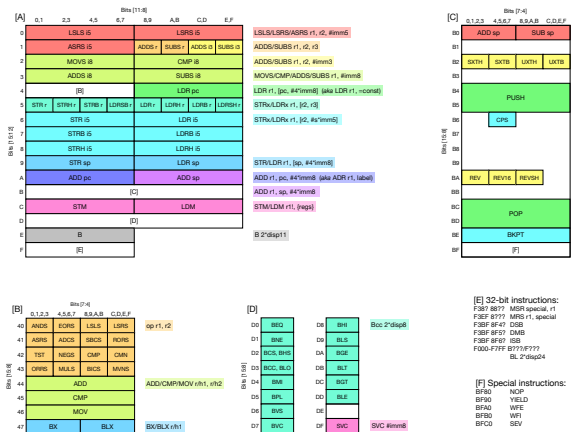 Bits [11:8]
[A]
0,1 2,3 4,5 6,7 8,9 A,B C,D E,F
0 LSLS i5 LSRS i5 LSLS/LSRS/ASRS r1, r2, #imm5
1 ASRS i5 ADDS r SUBS r ADDS i3 SUBS i3 ADDS/SUBS r1, r2, r3
2 MOVS i8 CMP i8 ADDS/SUBS r1, r2, #imm3
3 ADDS i8 SUBS i8 MOVS/CMP/ADDS/SUBS r1, #imm8
4 [B] LDR pc LDR r1, [pc, #4*imm8] (aka LDR r1, =const)
5 STR r STRH r STRB r LDRSB r LDR r LDRH r LDRB r LDRSH r STRx/LDRx r1, [r2, r3]
6 STR i5 LDR i5 STRx/LDRx r1, [r2, #s*imm5]
7 STRB i5 LDRB i5
8 STRH i5 LDRH i5
9 STR sp LDR sp STR/LDR r1, [sp, #4*imm8]
A ADD pc ADD sp ADD r1, pc, #4*imm8 (aka ADR r1, label)
B [C] ADD r1, sp, #4*imm8
C STM LDM STM/LDM r1!, {regs}
D [D]
E B B 2*disp11
F [E]
Bits [15:12]
Bits [7:4]
[C]
0,1,2,3 4,5,6,7 8,9,A,B C,D,E,F
B0 ADD sp SUB sp
B1
B2 SXTH SXTB UXTH UXTB
B3
B4 PUSH
B5
B6 CPS
B7
B8
B9
BA REV REV16 REVSH
BB
BC POP
BD
BE BKPT
BF [F]
Bits [15:8]
Bits [7:4]
[B]
0,1,2,3 4,5,6,7 8,9,A,B C,D,E,F
40 ANDS EORS LSLS LSRS op r1, r2
41 ASRS ADCS SBCS RORS
42 TST NEGS CMP CMN
43 ORRS MULS BICS MVNS
44 ADD ADD/CMP/MOV r/h1, r/h2
45 CMP
46 MOV
47 BX BLX BX/BLX r/h1
Bits [15:8]
[D]
D0 BEQ D8 BHI Bcc 2*disp8
D1 BNE D9 BLS
D2 BCS, BHS DA BGE
D3 BCC, BLO DB BLT
D4 BMI DC BGT
D5 BPL DD BLE
D6 BVS DE
D7 BVC DF SVC SVC #imm8
Bits [15:8]
[E] 32-bit instructions:
F38? 88?? MSR special, r1
F3EF 8??? MRS r1, special
F3BF 8F4? DSB
F3BF 8F5? DMB
F3BF 8F6? ISB
F000-F7FF B???/F???
BL 2*disp24
[F] Special instructions:
BF80 NOP
BF90 YIELD
BFA0 WFE
BFB0 WFI
BFC0 SEV